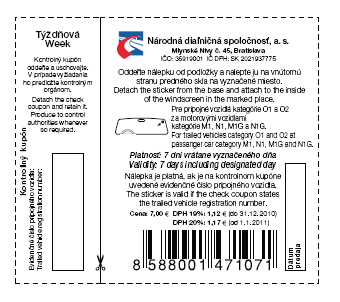 Týždňová
Week
Kontrolný kupón
oddeľte a uschovajte.
V prípade vyžiadania
ho predložte kontrolným
orgánom.
Detach the check
coupon and retain it.
Produce to control
authorities whenever
so required.
Kontrolný kupón
Evidenčné číslo prípojného vozidla:
Trailed vehicle registration number:
Národná diaľničná spoločnosť, a. s.
Mlynské Nivy č. 45, Bratislava
IČO: 35919001 IČ DPH: SK 2021937775
Oddeľte nálepku od podložky a nalepte ju na vnútornú
stranu predného skla na vyznačené miesto.
Detach the sticker from the base and attach to the inside
of the windscreen in the marked place.
Pre prípojné vozidlá kategórie O1 a O2
za motorovými vozidlami
kategórie M1, N1, M1G a N1G.
For trailed vehicles category O1 and O2 at
passenger car category M1, N1, M1G and N1G.
Platnosť: 7 dní vrátane vyznačeného dňa
Validity: 7 days including designated day
Nálepka je platná, ak je na kontrolnom kupóne
uvedené evidenčné číslo prípojného vozidla.
The sticker is valid if the check coupon states
the trailed vehicle registration number.
Cena: 7,00 € DPH 19%: 1,12 € (do 31.12.2010)
DPH 20%: 1,17 € (od 1.1.2011)
8 588001 471071
Dátum
predaja